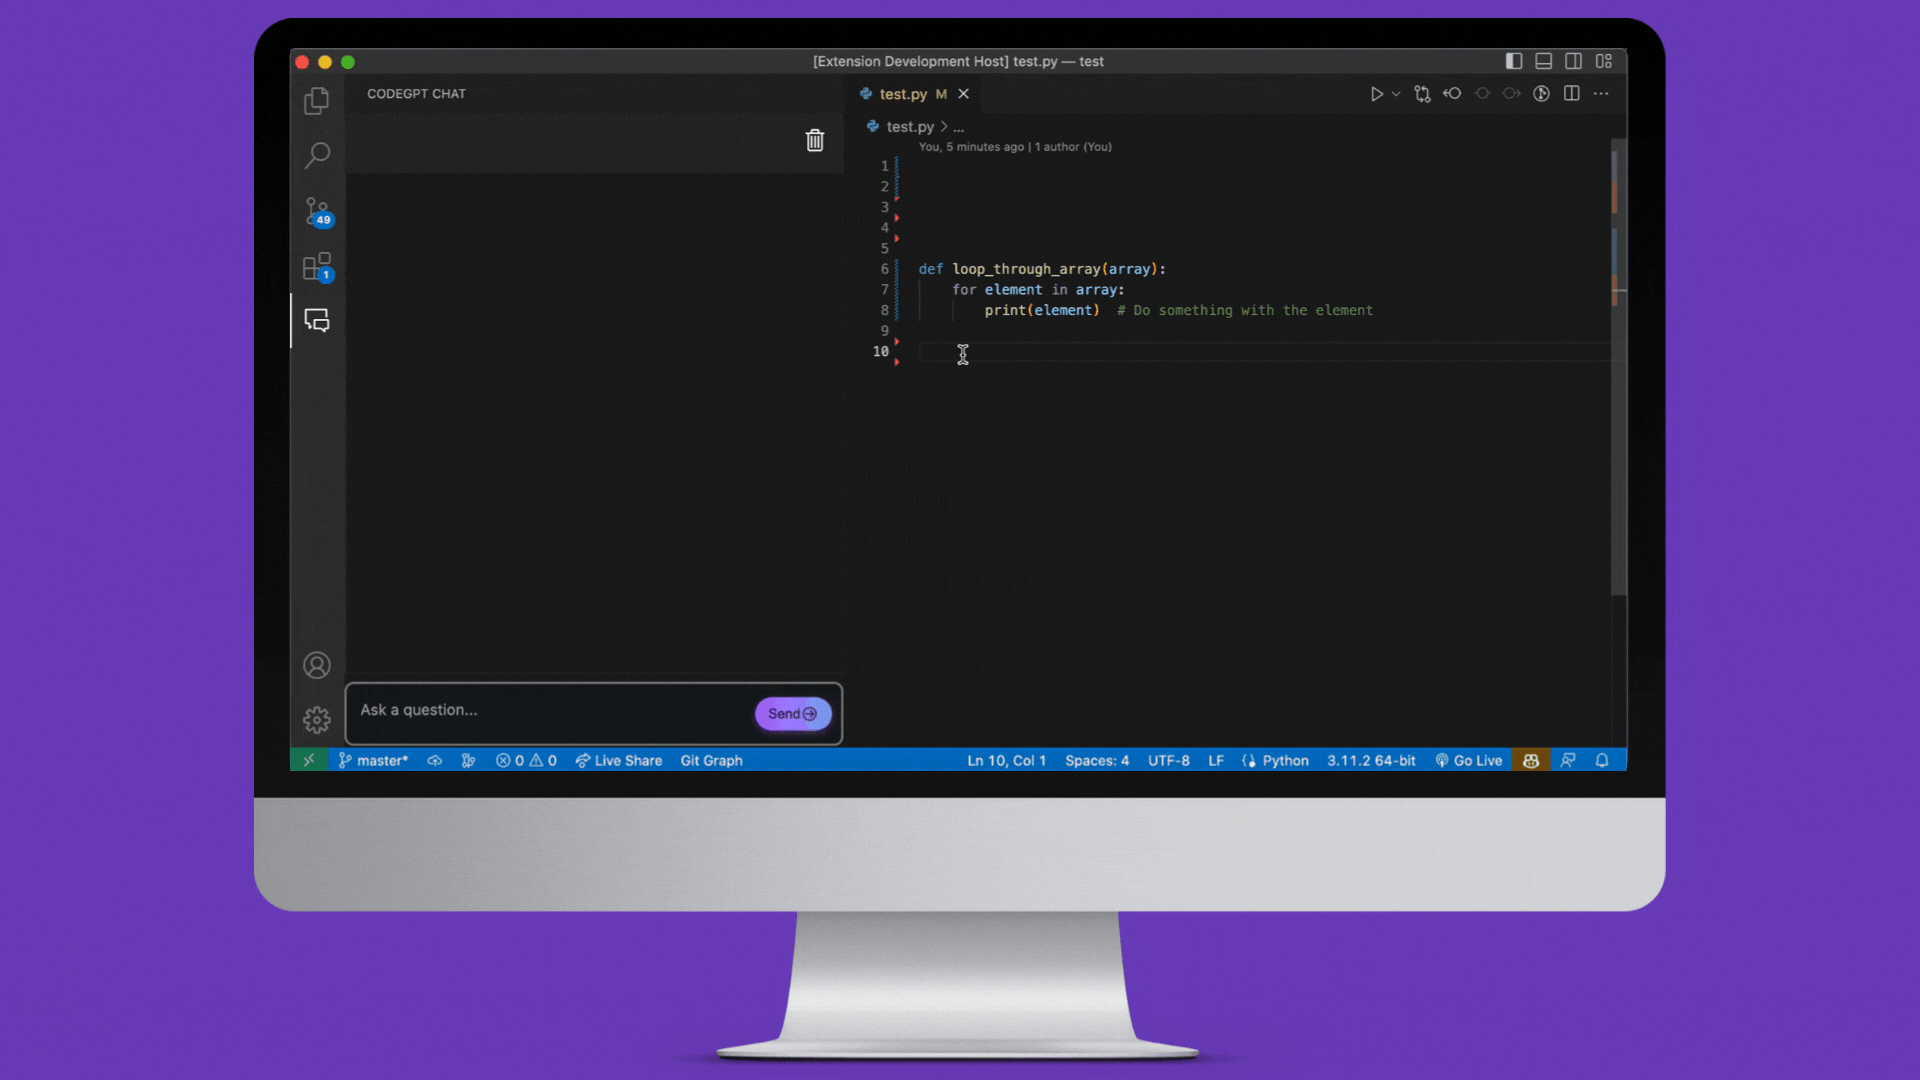 [Extension Development Host] test.py — test
CODEGPT CHAT
test.py M
test.py > ...
You, 5 minutes ago | 1 author (You)
1
2
3
4
5
6 def loop_through_array(array):
7 for element in array:
8 print(element) # Do something with the element
9
10
49
1
Ask a question...
Send
master* 0 0 Live Share Git Graph Ln 10, Col 1 Spaces: 4 UTF-8 LF Python 3.11.2 64-bit Go Live